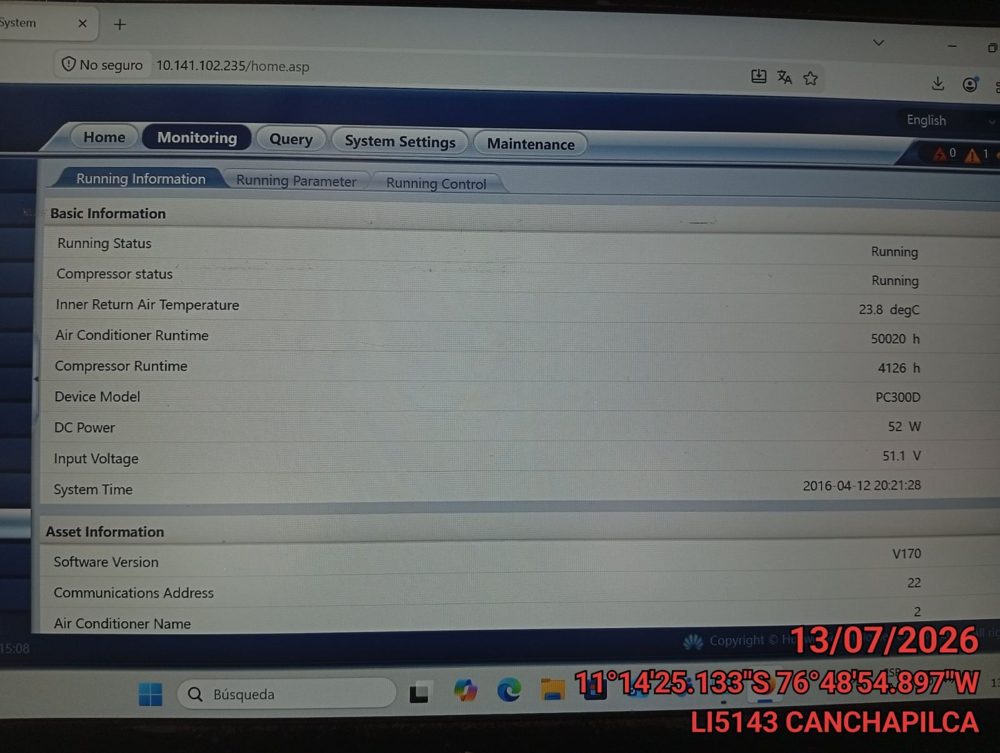 System
No seguro 10.141.102.235/home.asp
English
Home Monitoring Query System Settings Maintenance
0 1
Running Information Running Parameter Running Control
Basic Information
Running Status Running
Compressor status Running
Inner Return Air Temperature 23.8 degC
Air Conditioner Runtime 50020 h
Compressor Runtime 4126 h
Device Model PC300D
DC Power 52 W
Input Voltage 51.1 V
System Time 2016-04-12 20:21:28
Asset Information
Software Version V170
Communications Address 22
Air Conditioner Name 2
15:08
Copyright ©
13/07/2026
Búsqueda
11°14'25.133"S 76°48'54.897"W
LI5143 CANCHAPILCA